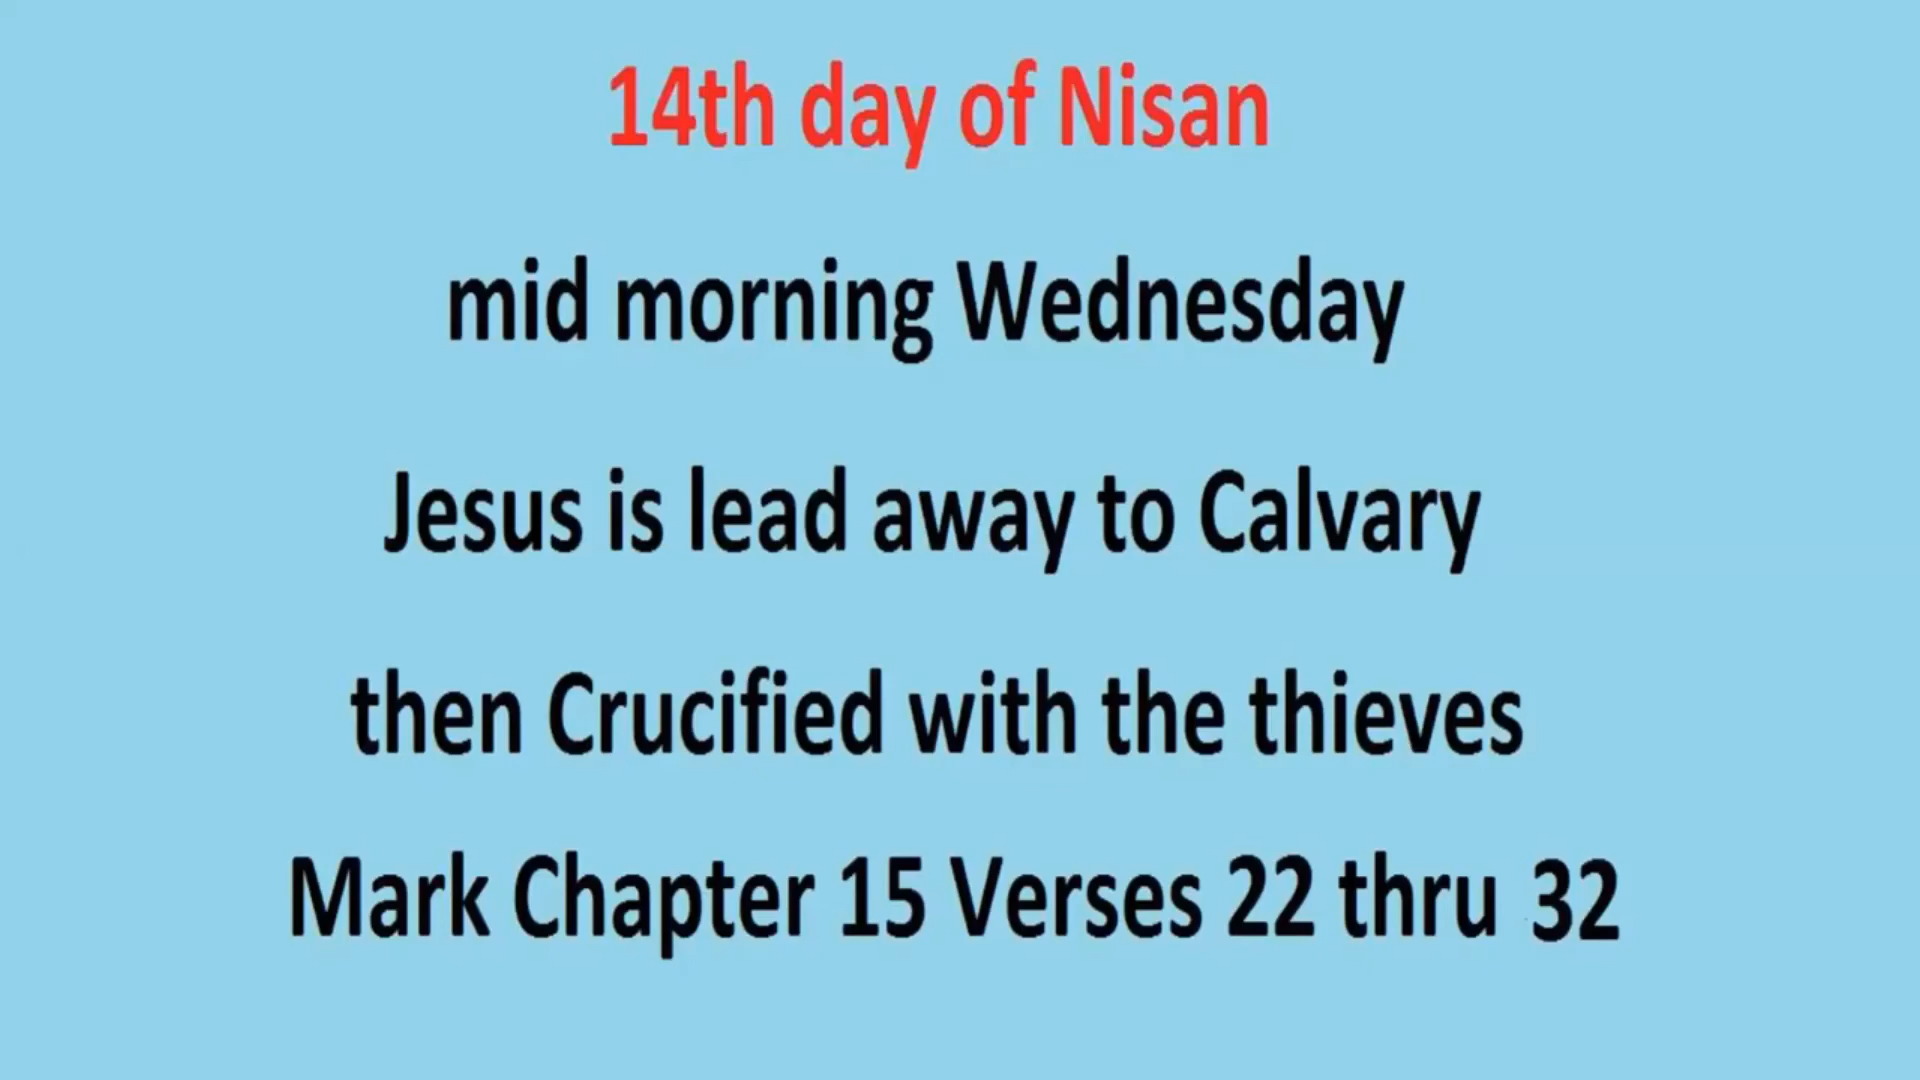 14th day of Nisan
mid morning Wednesday
Jesus is lead away to Calvary
then Crucified with the thieves
Mark Chapter 15 Verses 22 thru 32